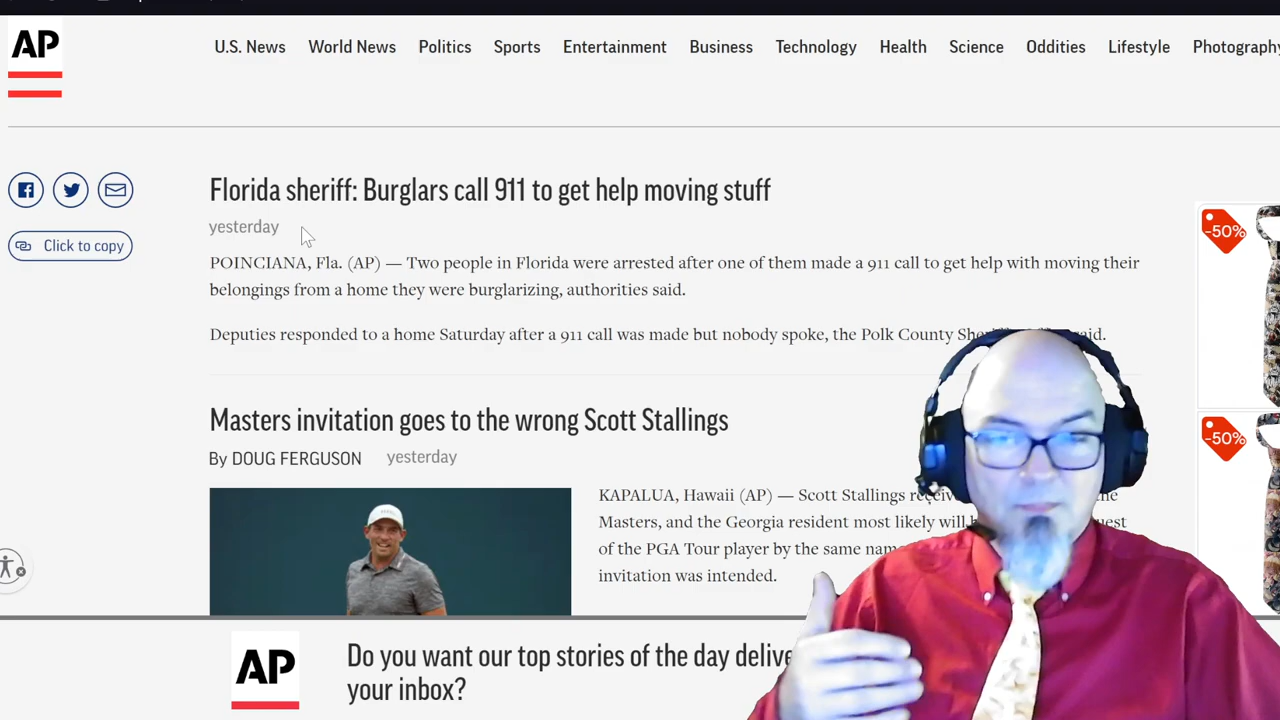 AP
U.S. News World News Politics Sports Entertainment Business Technology Health Science Oddities Lifestyle Photography
Florida sheriff: Burglars call 911 to get help moving stuff
yesterday
Click to copy
POINCIANA, Fla. (AP) — Two people in Florida were arrested after one of them made a 911 call to get help with moving their
belongings from a home they were burglarizing, authorities said.
Deputies responded to a home Saturday after a 911 call was made but nobody spoke, the Polk County said.
-50%
Masters invitation goes to the wrong Scott Stallings
By DOUG FERGUSON yesterday
-50%
KAPALUA, Hawaii (AP) — Scott Stallings
Masters, and the Georgia resident most likely will
of the PGA Tour player by the same
invitation was intended.
AP
Do you want our top stories of the day
your inbox?